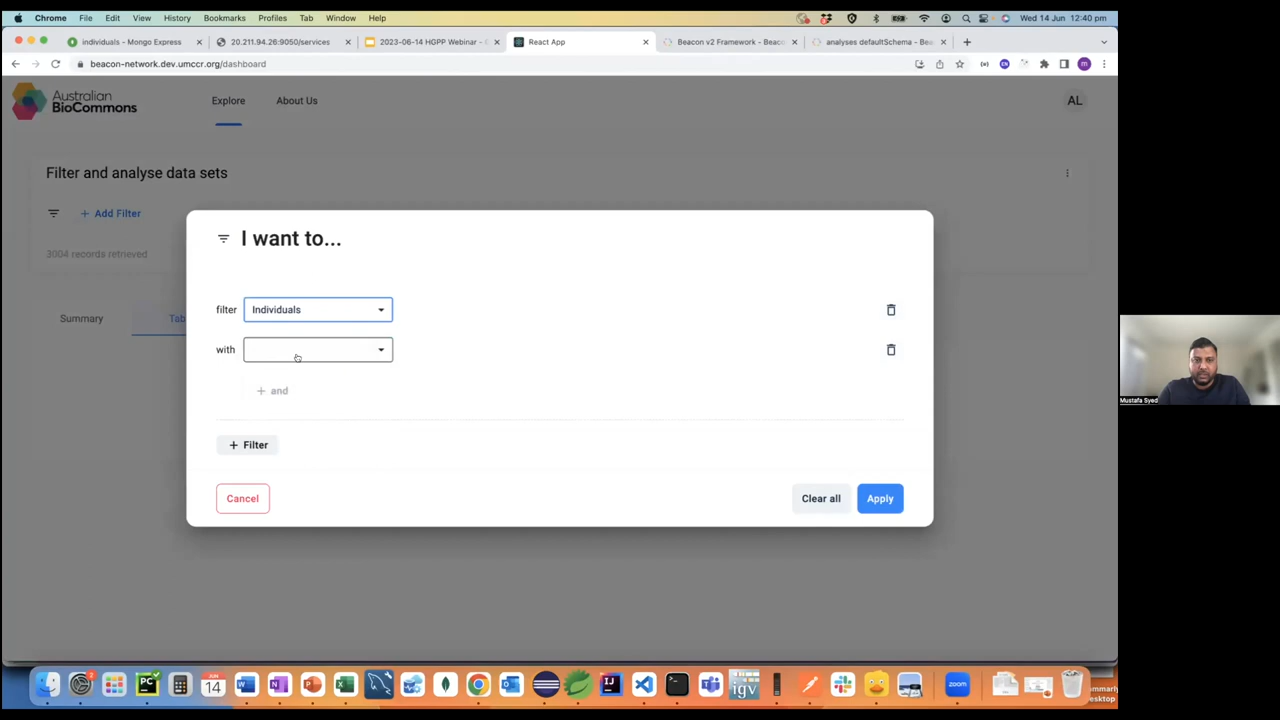 Chrome File Edit View History Bookmarks Profiles Tab Window Help Wed 14 Jun 12:40 pm
individuals - Mongo Express 20.211.94.26:9050/services 2023-06-14 HGPP Webinar - G React App Beacon v2 Framework - Beaco analyses defaultSchema - Bea
beacon-network.dev.umccr.org/dashboard
Australian
BioCommons
Explore About Us AL
Filter and analyse data sets
+ Add Filter
3004 records retrieved
Summary Tab
I want to...
filter Individuals
with
+ and
+ Filter
Cancel Clear all Apply
Mustafa Syed
JUN
14
igv
zoom